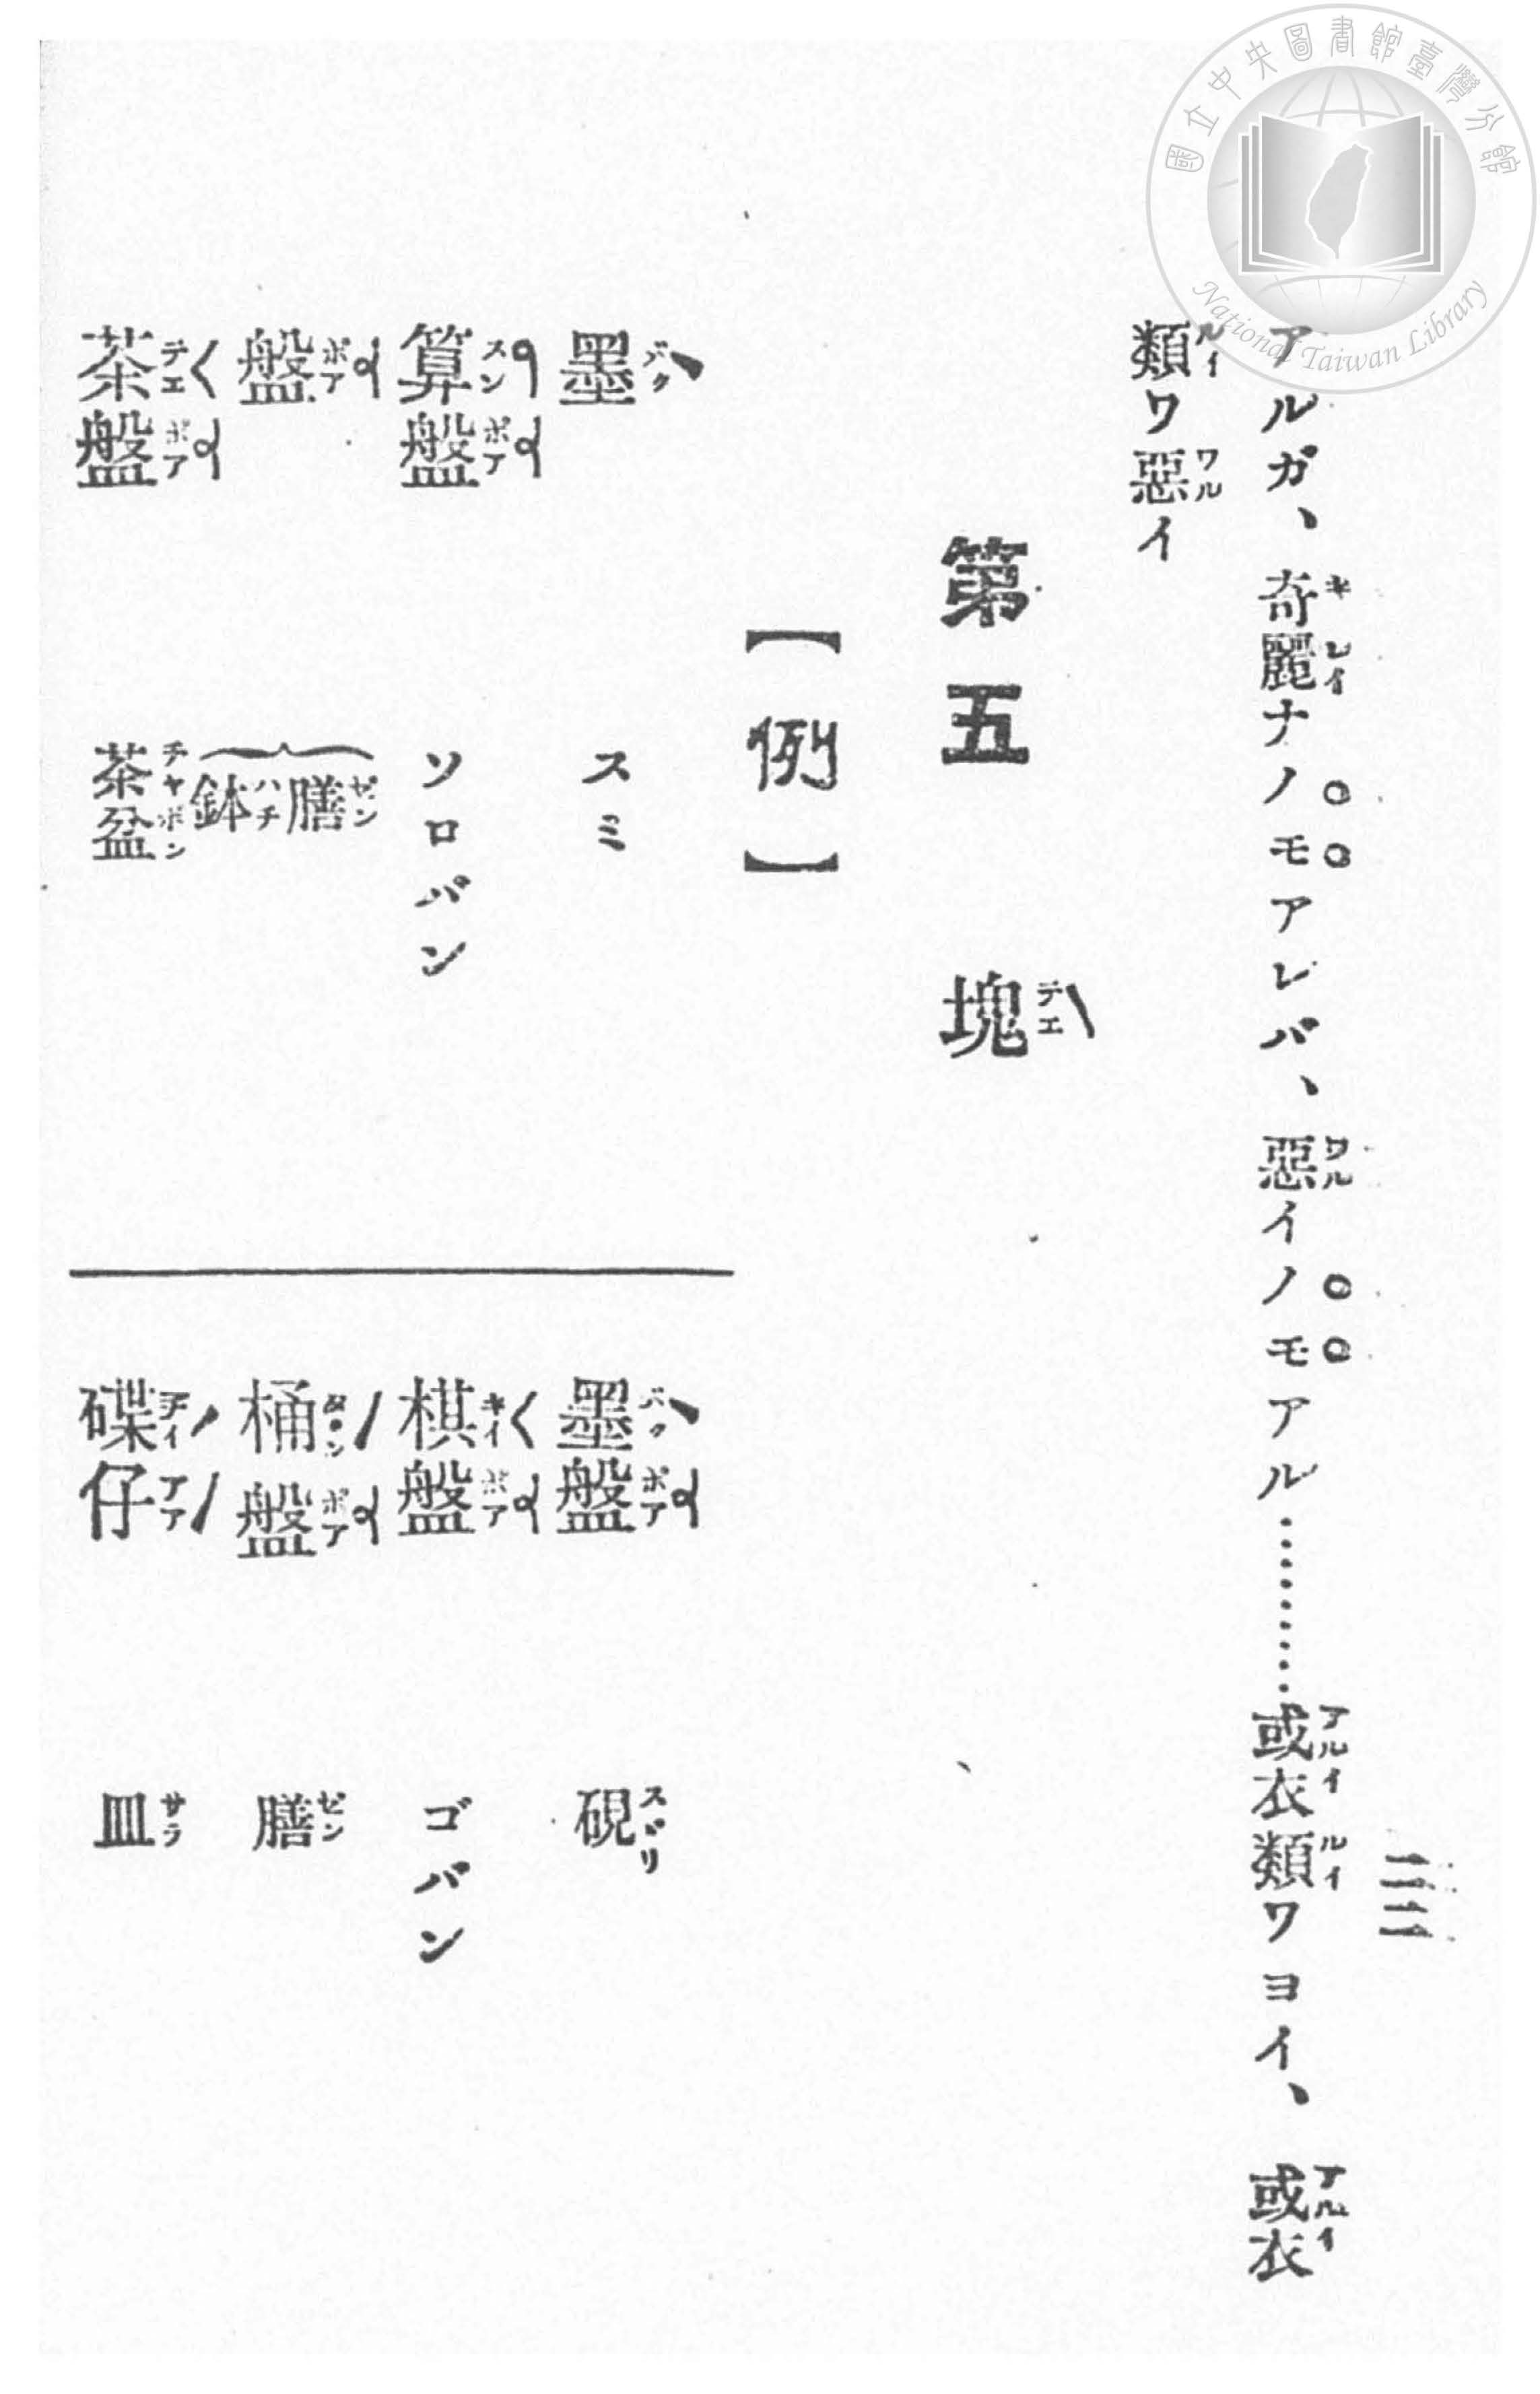 二二
アルガ、奇麗ナノモアレバ、惡イノモアル………或衣類ワヨイ、或衣
類ワ惡イ
第五 塊
【例】
墨 スミ
算盤 ソロバン
盤 膳 鉢
茶盤 茶盆
墨盤 硯
棋盤 ゴバン
桶盤 膳
碟仔 皿
國立中央圖書館臺灣分館
National Taiwan Library